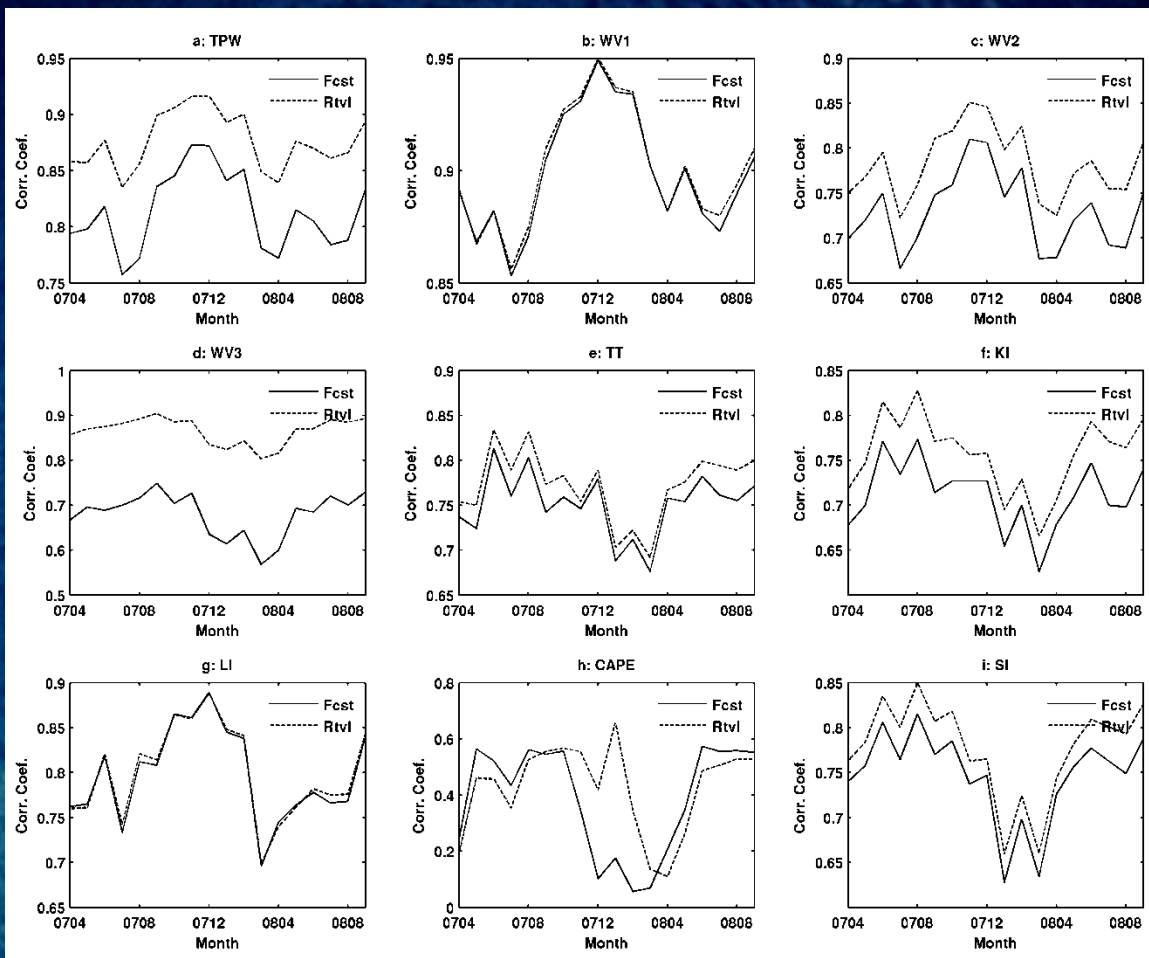 a: TPW
0.95
0.9
0.85
0.8
0.75
Corr. Coef.
Fcst
Rtvl
0704 0708 0712 0804 0808
Month
b: WV1
0.95
0.9
0.85
Corr. Coef.
Fcst
Rtvl
0704 0708 0712 0804 0808
Month
c: WV2
0.9
0.85
0.8
0.75
0.7
0.65
Corr. Coef.
Fcst
Rtvl
0704 0708 0712 0804 0808
Month
d: WV3
1
0.9
0.8
0.7
0.6
0.5
Corr. Coef.
Fcst
Rtvl
0704 0708 0712 0804 0808
Month
e: TT
0.9
0.85
0.8
0.75
0.7
0.65
Corr. Coef.
Fcst
Rtvl
0704 0708 0712 0804 0808
Month
f: KI
0.85
0.8
0.75
0.7
0.65
Corr. Coef.
Fcst
Rtvl
0704 0708 0712 0804 0808
Month
g: LI
0.9
0.85
0.8
0.75
0.7
0.65
Corr. Coef.
Fcst
Rtvl
0704 0708 0712 0804 0808
Month
h: CAPE
0.8
0.6
0.4
0.2
0
Corr. Coef.
Fcst
Rtvl
0704 0708 0712 0804 0808
Month
i: SI
0.85
0.8
0.75
0.7
0.65
Corr. Coef.
Fcst
Rtvl
0704 0708 0712 0804 0808
Month